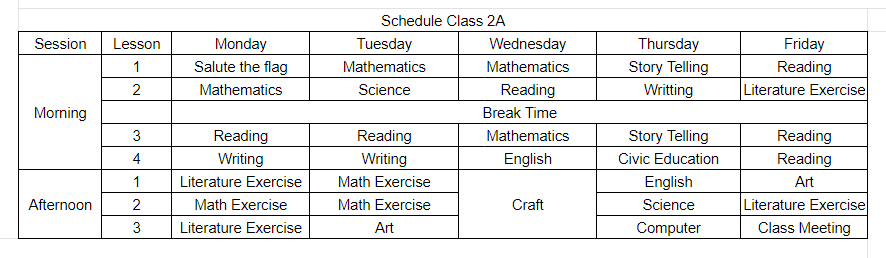 Schedule Class 2A
Session Lesson Monday Tuesday Wednesday Thursday Friday
Morning
1 Salute the flag Mathematics Mathematics Story Telling Reading
2 Mathematics Science Reading Writting Literature Exercise
Break Time
3 Reading Reading Mathematics Story Telling Reading
4 Writing Writing English Civic Education Reading
Afternoon
1 Literature Exercise Math Exercise Craft English Art
2 Math Exercise Math Exercise Science Literature Exercise
3 Literature Exercise Art Computer Class Meeting